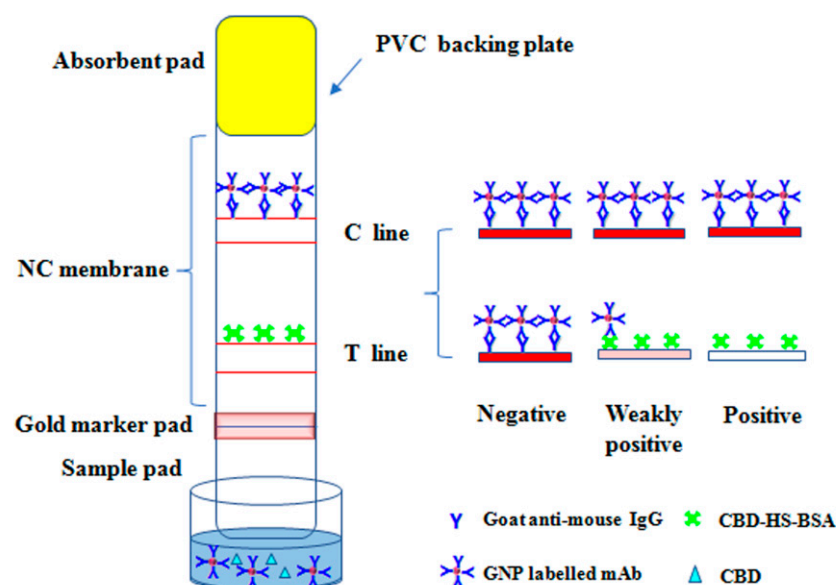 PVC backing plate
Absorbent pad
C line
NC membrane
T line
Negative
Weakly
positive
Positive
Gold marker pad
Sample pad
Goat anti-mouse IgG
CBD-HS-BSA
GNP labelled mAb
CBD